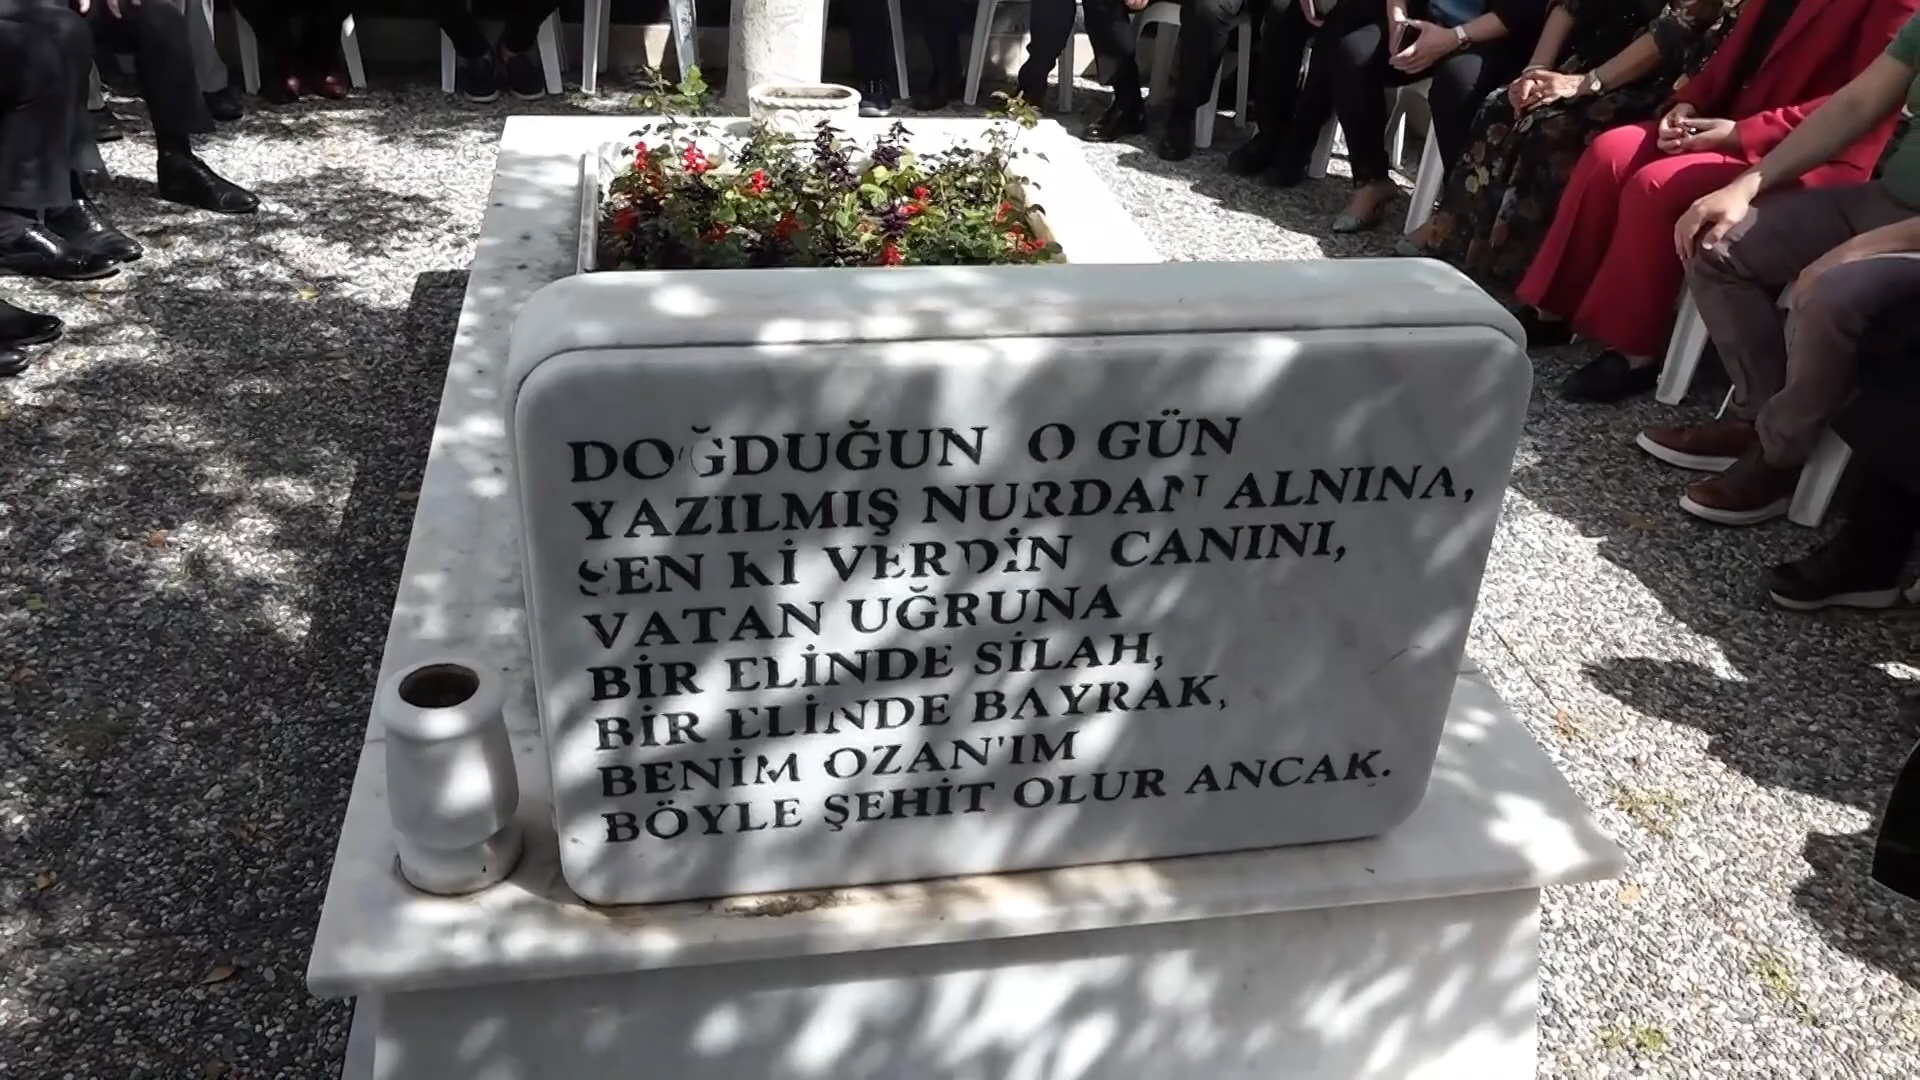 DOĞDUĞUN O GÜN
YAZILMIŞ NURDAN ALNINA,
SEN Kİ VERDİN CANINI,
VATAN UĞRUNA
BİR ELİNDE SİLAH,
BİR ELİNDE BAYRAK,
BENİM OZAN'IM
BÖYLE ŞEHİT OLUR ANCAK.